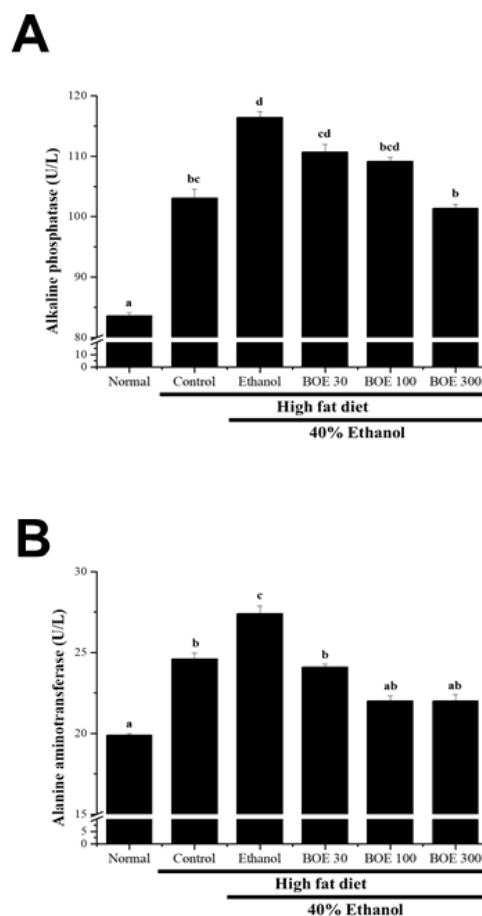 A
Alkaline phosphatase (U/L)
120
110
100
90
80
10
0
a
bc
d
cd
bcd
b
Normal Control Ethanol BOE 30 BOE 100 BOE 300
High fat diet
40% Ethanol
B
Alanine aminotransferase (U/L)
30
25
20
15
5
0
a
b
c
b
ab
ab
Normal Control Ethanol BOE 30 BOE 100 BOE 300
High fat diet
40% Ethanol